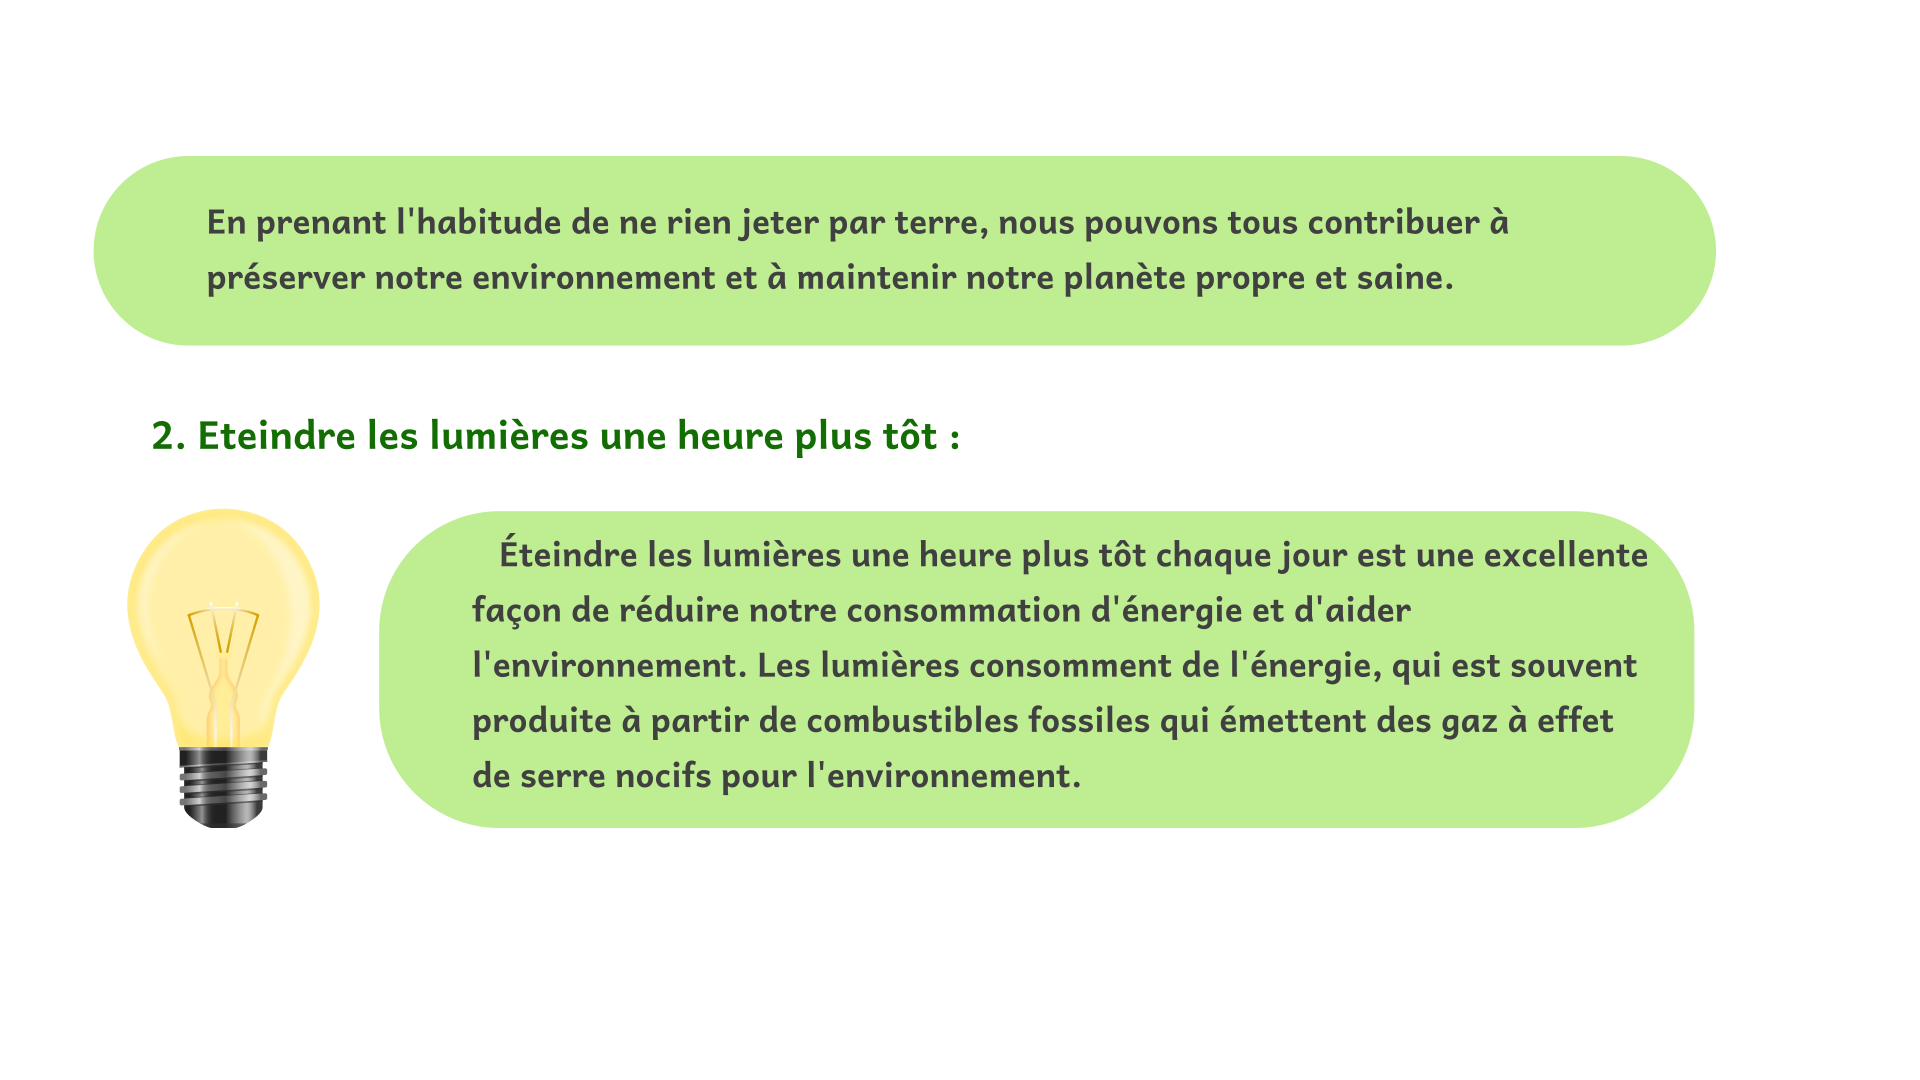 En prenant l'habitude de ne rien jeter par terre, nous pouvons tous contribuer à
préserver notre environnement et à maintenir notre planète propre et saine.
2. Eteindre les lumières une heure plus tôt :
Éteindre les lumières une heure plus tôt chaque jour est une excellente
façon de réduire notre consommation d'énergie et d'aider
l'environnement. Les lumières consomment de l'énergie, qui est souvent
produite à partir de combustibles fossiles qui émettent des gaz à effet
de serre nocifs pour l'environnement.